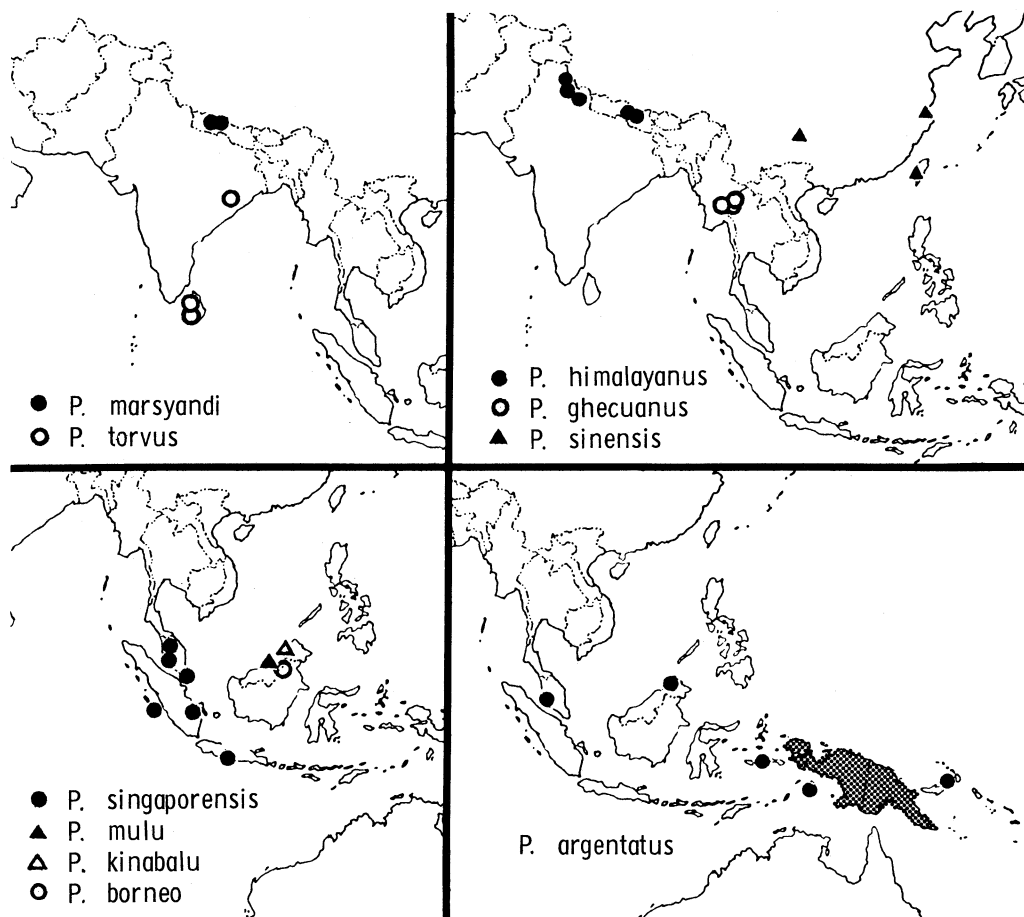 P. marsyandi
P. torvus
P. himalayanus
P. ghecuanus
P. sinensis
P. singaporensis
P. mulu
P. kinabalu
P. borneo
P. argentatus